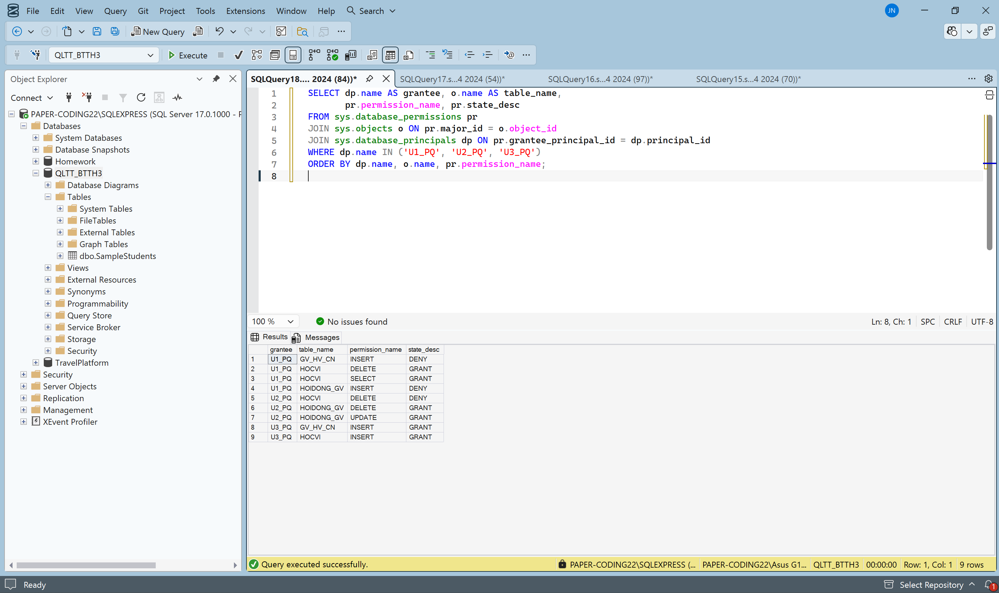 File Edit View Query Git Project Tools Extensions Window Help Search JN
New Query
QLTT_BTTH3 Execute
Object Explorer
Connect
PAPER-CODING22\SQLEXPRESS (SQL Server 17.0.1000 -
Databases
System Databases
Database Snapshots
Homework
QLTT_BTTH3
Database Diagrams
Tables
System Tables
FileTables
External Tables
Graph Tables
dbo.SampleStudents
Views
External Resources
Synonyms
Programmability
Query Store
Service Broker
Storage
Security
TravelPlatform
Security
Server Objects
Replication
Management
XEvent Profiler
SQLQuery18.... 2024 (84))* SQLQuery17.s...4 2024 (54))* SQLQuery16.s...4 2024 (97))* SQLQuery15.s...4 2024 (70))*
1 SELECT dp.name AS grantee, o.name AS table_name,
2 pr.permission_name, pr.state_desc
3 FROM sys.database_permissions pr
4 JOIN sys.objects o ON pr.major_id = o.object_id
5 JOIN sys.database_principals dp ON pr.grantee_principal_id = dp.principal_id
6 WHERE dp.name IN ('U1_PQ', 'U2_PQ', 'U3_PQ')
7 ORDER BY dp.name, o.name, pr.permission_name;
8
100 % No issues found Ln: 8, Ch: 1 SPC CRLF UTF-8
Results Messages
grantee table_name permission_name state_desc
1 U1_PQ GV_HV_CN INSERT DENY
2 U1_PQ HOCVI DELETE GRANT
3 U1_PQ HOCVI SELECT GRANT
4 U1_PQ HOIDONG_GV INSERT DENY
5 U2_PQ HOCVI DELETE DENY
6 U2_PQ HOIDONG_GV DELETE GRANT
7 U2_PQ HOIDONG_GV UPDATE GRANT
8 U3_PQ GV_HV_CN INSERT GRANT
9 U3_PQ HOCVI INSERT GRANT
Query executed successfully. PAPER-CODING22\SQLEXPRESS (... PAPER-CODING22\Asus G1... QLTT_BTTH3 00:00:00 Row: 1, Col: 1 9 rows
Ready Select Repository 1